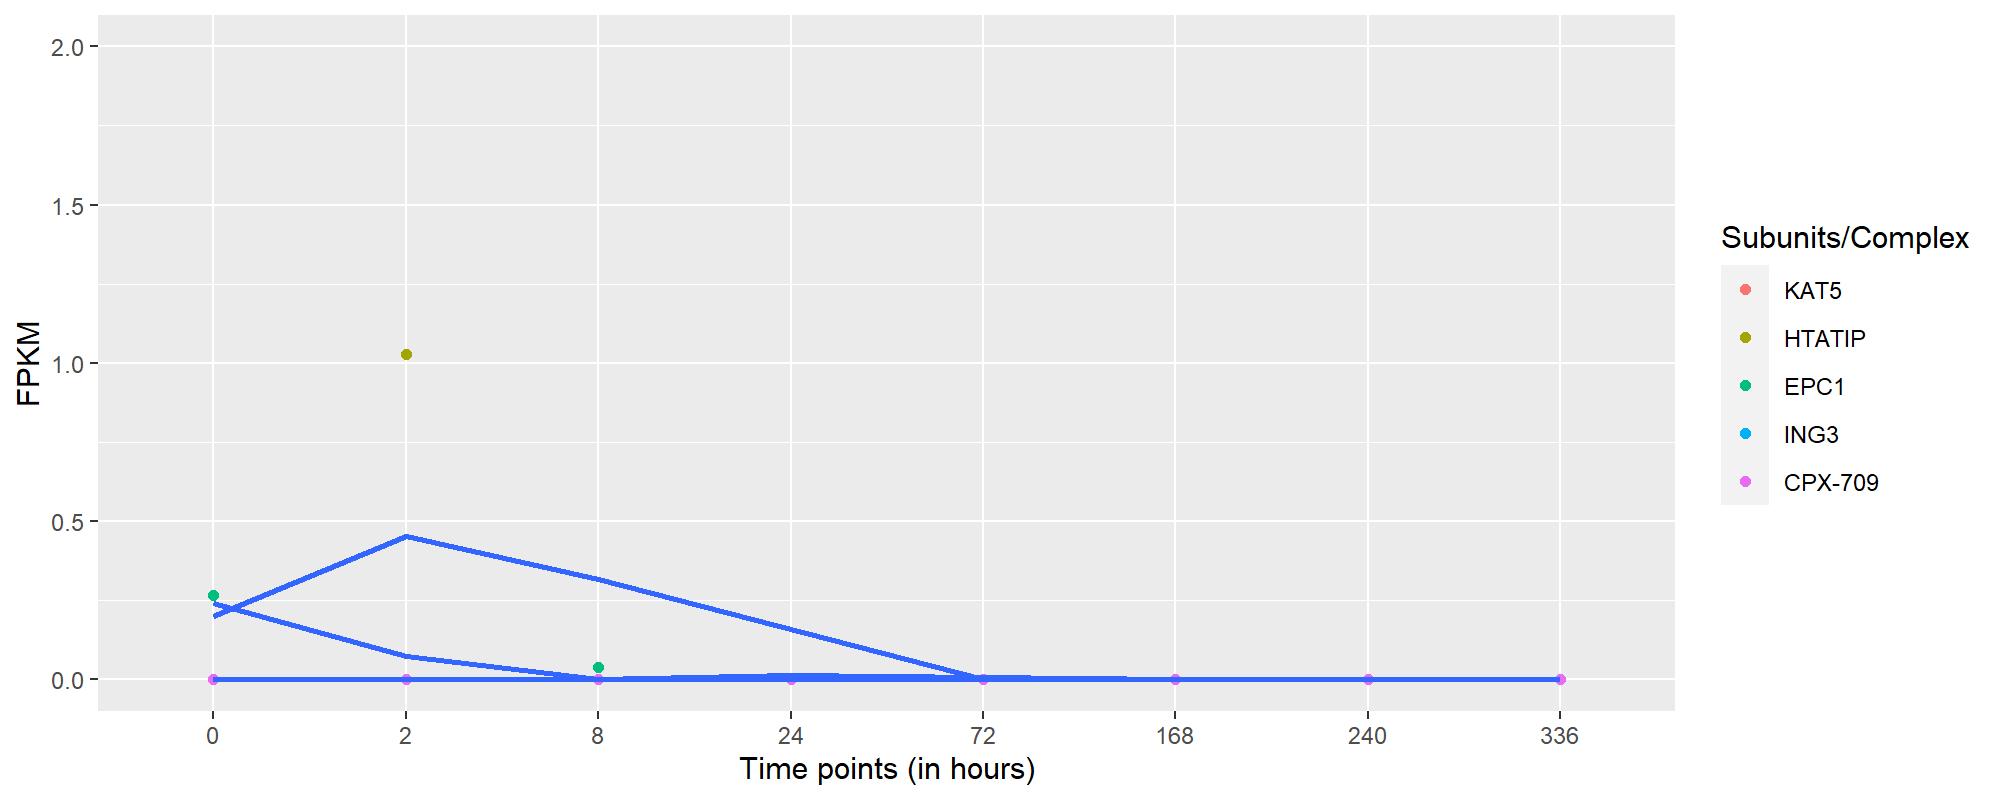 2.0
1.5
1.0
0.5
0.0
FPKM
0 2 8 24 72 168 240 336
Time points (in hours)
Subunits/Complex
KAT5
HTATIP
EPC1
ING3
CPX-709